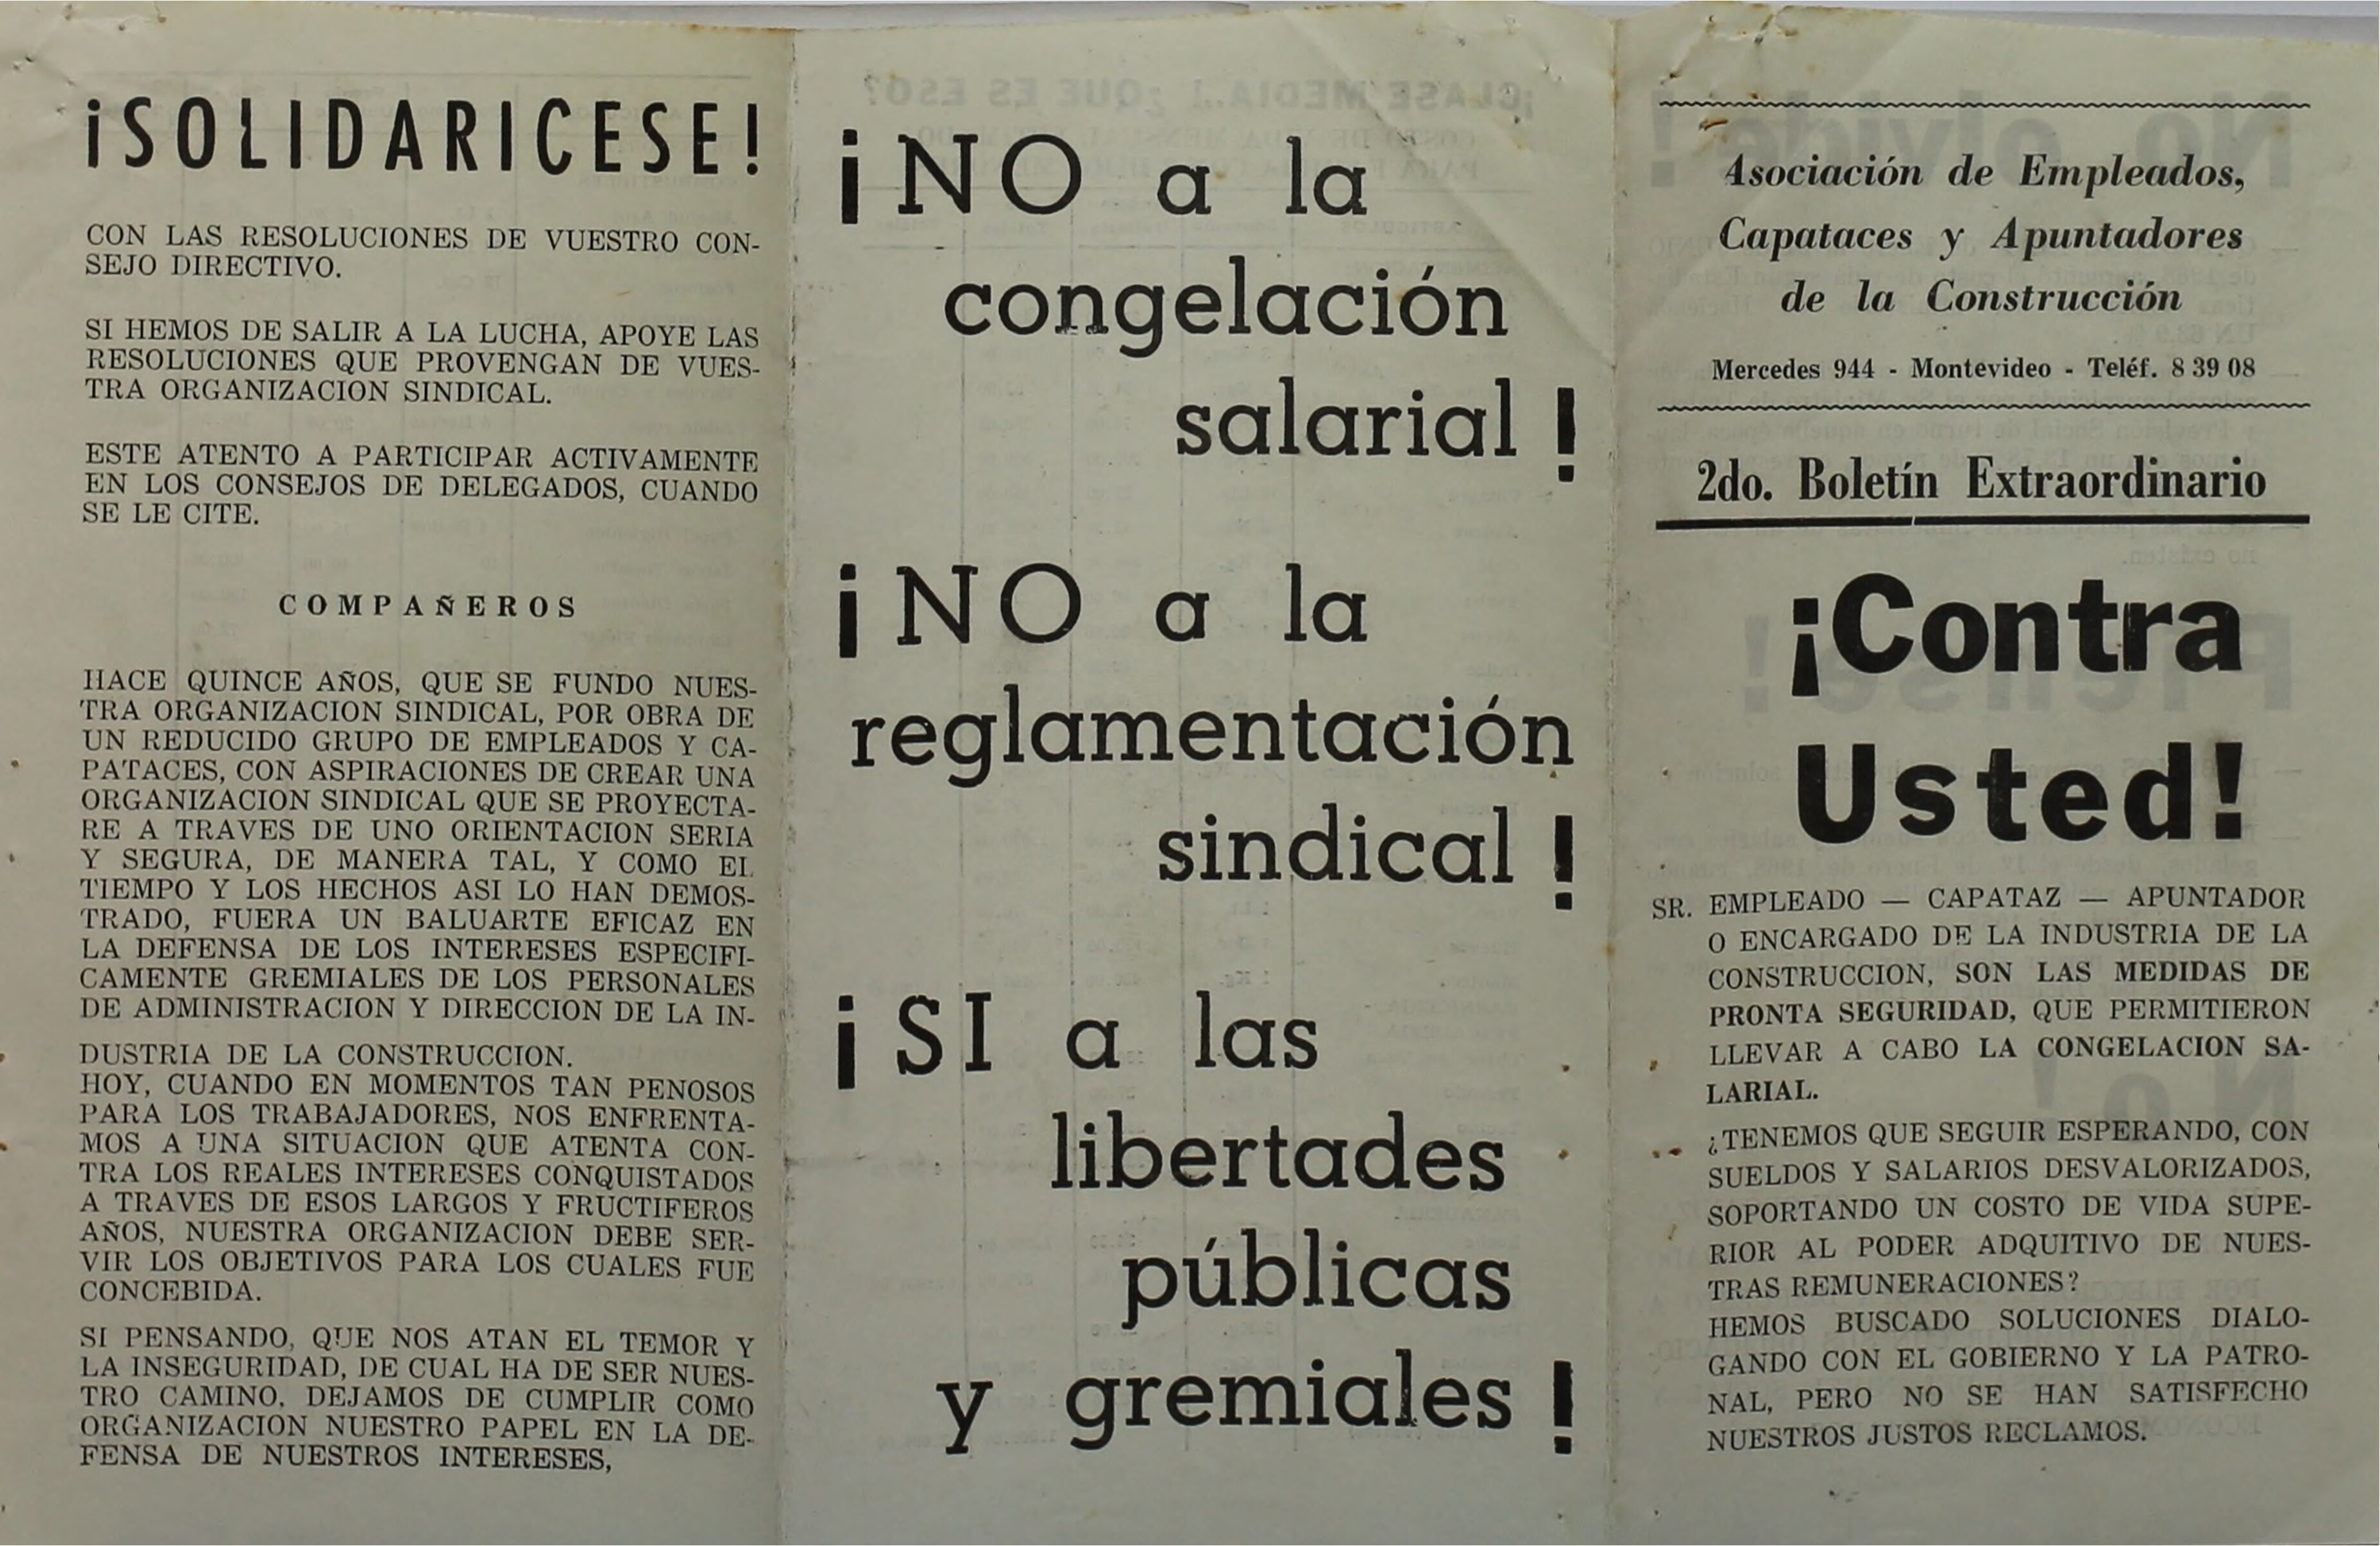 ¡SOLIDARICESE!
CON LAS RESOLUCIONES DE VUESTRO CON-
SEJO DIRECTIVO.
SI HEMOS DE SALIR A LA LUCHA, APOYE LAS
RESOLUCIONES QUE PROVENGAN DE VUES-
TRA ORGANIZACION SINDICAL.
ESTE ATENTO A PARTICIPAR ACTIVAMENTE
EN LOS CONSEJOS DE DELEGADOS, CUANDO
SE LE CITE.
COMPAÑEROS
HACE QUINCE AÑOS, QUE SE FUNDO NUES-
TRA ORGANIZACION SINDICAL, POR OBRA DE
UN REDUCIDO GRUPO DE EMPLEADOS Y CA-
PATACES, CON ASPIRACIONES DE CREAR UNA
ORGANIZACION SINDICAL QUE SE PROYECTA-
RE A TRAVES DE UNO ORIENTACION SERIA
Y SEGURA, DE MANERA TAL, Y COMO EL
TIEMPO Y LOS HECHOS ASI LO HAN DEMOS-
TRADO, FUERA UN BALUARTE EFICAZ EN
LA DEFENSA DE LOS INTERESES ESPECIFI-
CAMENTE GREMIALES DE LOS PERSONALES
DE ADMINISTRACION Y DIRECCION DE LA IN-
DUSTRIA DE LA CONSTRUCCION.
HOY, CUANDO EN MOMENTOS TAN PENOSOS
PARA LOS TRABAJADORES, NOS ENFRENTA-
MOS A UNA SITUACION QUE ATENTA CON-
TRA LOS REALES INTERESES CONQUISTADOS
A TRAVES DE ESOS LARGOS Y FRUCTIFEROS
AÑOS, NUESTRA ORGANIZACION DEBE SER-
VIR LOS OBJETIVOS PARA LOS CUALES FUE
CONCEBIDA.
SI PENSANDO, QUE NOS ATAN EL TEMOR Y
LA INSEGURIDAD, DE CUAL HA DE SER NUES-
TRO CAMINO, DEJAMOS DE CUMPLIR COMO
ORGANIZACION NUESTRO PAPEL EN LA DE-
FENSA DE NUESTROS INTERESES,
¡NO a la
congelación
salarial!
¡NO a la
reglamentación
sindical!
¡SI a las
libertades
públicas
y gremiales!
Asociación de Empleados,
Capataces y Apuntadores
de la Construcción
Mercedes 944 - Montevideo - Teléf. 8 39 08
2do. Boletín Extraordinario
¡Contra
Usted!
SR. EMPLEADO — CAPATAZ — APUNTADOR
O ENCARGADO DE LA INDUSTRIA DE LA
CONSTRUCCION, SON LAS MEDIDAS DE
PRONTA SEGURIDAD, QUE PERMITIERON
LLEVAR A CABO LA CONGELACION SA-
LARIAL.
¿TENEMOS QUE SEGUIR ESPERANDO, CON
SUELDOS Y SALARIOS DESVALORIZADOS,
SOPORTANDO UN COSTO DE VIDA SUPE-
RIOR AL PODER ADQUITIVO DE NUES-
TRAS REMUNERACIONES?
HEMOS BUSCADO SOLUCIONES DIALO-
GANDO CON EL GOBIERNO Y LA PATRO-
NAL, PERO NO SE HAN SATISFECHO
NUESTROS JUSTOS RECLAMOS.